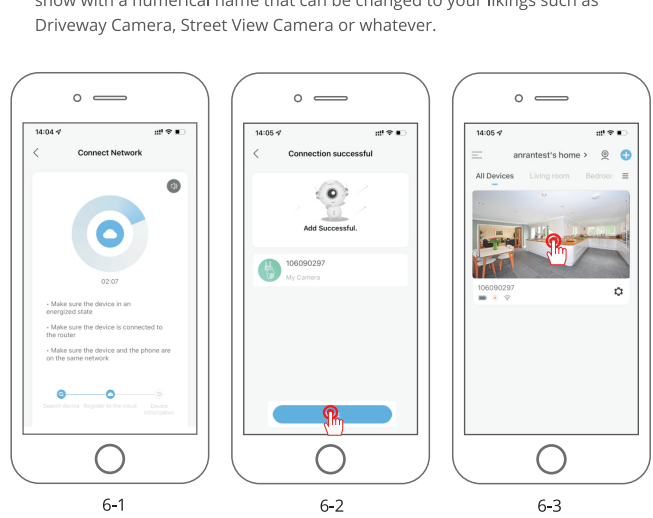 show with a numerical name that can be changed to your likings such as
Driveway Camera, Street View Camera or whatever.
14:04
Connect Network
02:07
- Make sure the device in an
energized state
- Make sure the device is connected to
the router
- Make sure the device and the phone are
on the same network
Search device Register to the cloud Device
initialization
6-1
14:05
Connection successful
Add Successful.
106090297
My Camera
6-2
14:05
anrantest's home >
All Devices Living room Bedroor
106090297
6-3